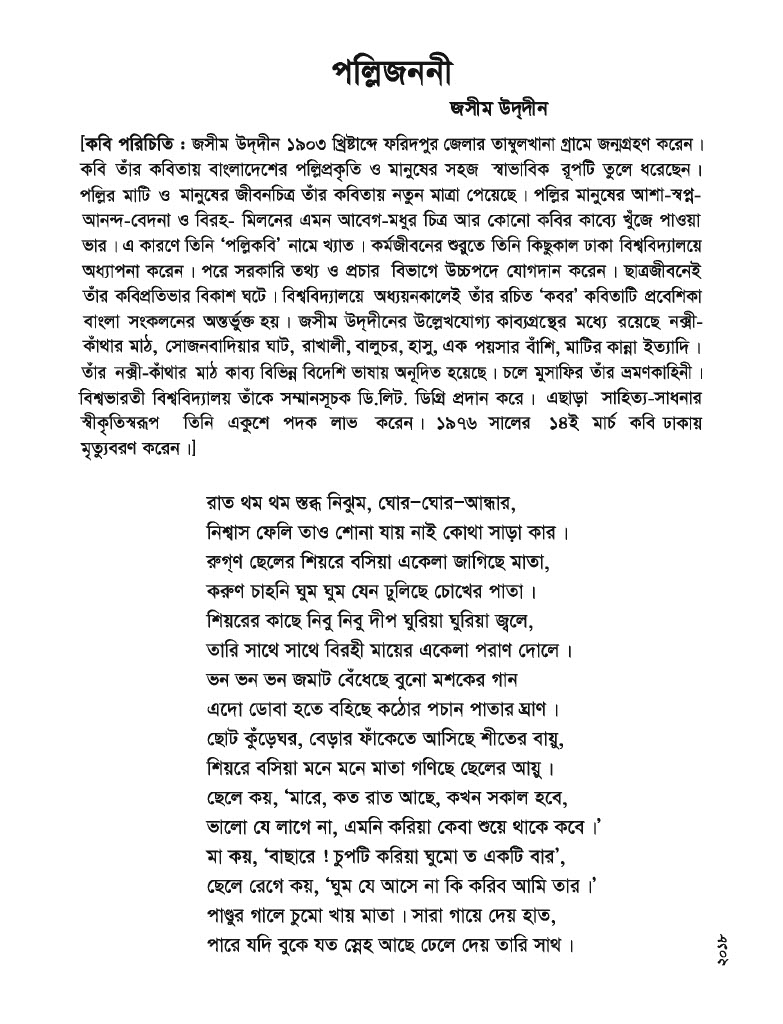 পল্লিজননী
জসীম উদ্‌দীন
[কবি পরিচিতি : জসীম উদ্‌দীন ১৯০৩ খ্রিষ্টাব্দে ফরিদপুর জেলার তাম্বুলখানা গ্রামে জন্মগ্রহণ করেন।
কবি তাঁর কবিতায় বাংলাদেশের পল্লিপ্রকৃতি ও মানুষের সহজ স্বাভাবিক রূপটি তুলে ধরেছেন।
পল্লির মাটি ও মানুষের জীবনচিত্র তাঁর কবিতায় নতুন মাত্রা পেয়েছে। পল্লির মানুষের আশা-স্বপ্ন-
আনন্দ-বেদনা ও বিরহ- মিলনের এমন আবেগ-মধুর চিত্র আর কোনো কবির কাব্যে খুঁজে পাওয়া
ভার। এ কারণে তিনি ‘পল্লিকবি’ নামে খ্যাত। কর্মজীবনের শুরুতে তিনি কিছুকাল ঢাকা বিশ্ববিদ্যালয়ে
অধ্যাপনা করেন। পরে সরকারি তথ্য ও প্রচার বিভাগে উচ্চপদে যোগদান করেন। ছাত্রজীবনেই
তাঁর কবিপ্রতিভার বিকাশ ঘটে। বিশ্ববিদ্যালয়ে অধ্যয়নকালেই তাঁর রচিত ‘কবর’ কবিতাটি প্রবেশিকা
বাংলা সংকলনের অন্তর্ভুক্ত হয়। জসীম উদ্‌দীনের উল্লেখযোগ্য কাব্যগ্রন্থের মধ্যে রয়েছে নক্সী-
কাঁথার মাঠ, সোজনবাদিয়ার ঘাট, রাখালী, বালুচর, হাসু, এক পয়সার বাঁশি, মাটির কান্না ইত্যাদি।
তাঁর নক্সী-কাঁথার মাঠ কাব্য বিভিন্ন বিদেশি ভাষায় অনূদিত হয়েছে। চলে মুসাফির তাঁর ভ্রমণকাহিনী।
বিশ্বভারতী বিশ্ববিদ্যালয় তাঁকে সম্মানসূচক ডি.লিট. ডিগ্রি প্রদান করে। এছাড়া সাহিত্য-সাধনার
স্বীকৃতিস্বরূপ তিনি একুশে পদক লাভ করেন। ১৯৭৬ সালের ১৪ই মার্চ কবি ঢাকায়
মৃত্যুবরণ করেন।]
রাত থম থম স্তব্ধ নিঝুম, ঘোর–ঘোর–আন্ধার,
নিশ্বাস ফেলি তাও শোনা যায় নাই কোথা সাড়া কার।
রুগ্‌ণ ছেলের শিয়রে বসিয়া একেলা জাগিছে মাতা,
করুণ চাহনি ঘুম ঘুম যেন ঢুলিছে চোখের পাতা।
শিয়রের কাছে নিবু নিবু দীপ ঘুরিয়া ঘুরিয়া জ্বলে,
তারি সাথে সাথে বিরহী মায়ের একেলা পরাণ দোলে।
ভন ভন ভন জমাট বেঁধেছে বুনো মশকের গান
এদো ডোবা হতে বহিছে কঠোর পচান পাতার ঘ্রাণ।
ছোট কুঁড়েঘর, বেড়ার ফাঁকেতে আসিছে শীতের বায়ু,
শিয়রে বসিয়া মনে মনে মাতা গণিছে ছেলের আয়ু।
ছেলে কয়, ‘মারে, কত রাত আছে, কখন সকাল হবে,
ভালো যে লাগে না, এমনি করিয়া কেবা শুয়ে থাকে কবে।’
মা কয়, ‘বাছারে ! চুপটি করিয়া ঘুমো ত একটি বার’,
ছেলে রেগে কয়, ‘ঘুম যে আসে না কি করিব আমি তার।’
পাণ্ডুর গালে চুমো খায় মাতা। সারা গায়ে দেয় হাত,
পারে যদি বুকে যত স্নেহ আছে ঢেলে দেয় তারি সাথ।
২০১৮